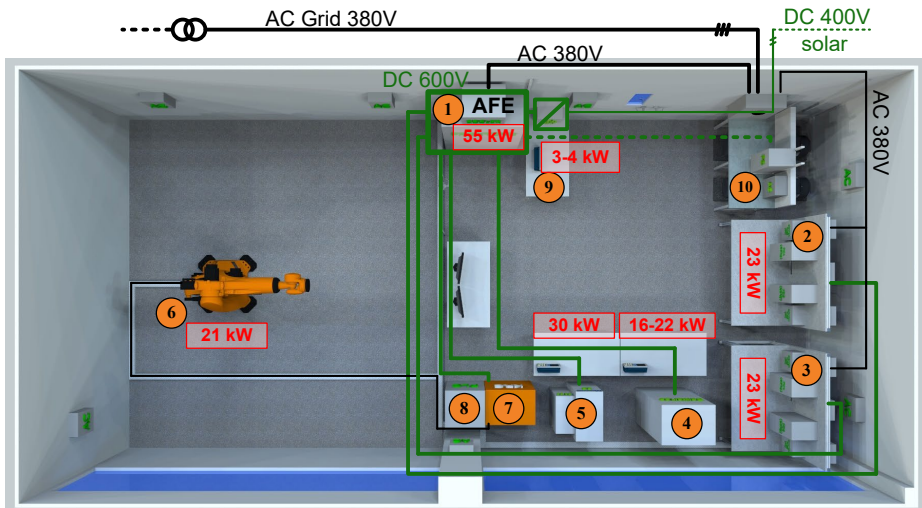 AC Grid 380V
DC 400V
solar
AC 380V
DC 600V
AC 380V
1
AFE
55 kW
3-4 kW
9
10
2
23 kW
6
21 kW
30 kW
16-22 kW
3
23 kW
8
7
5
4
AC